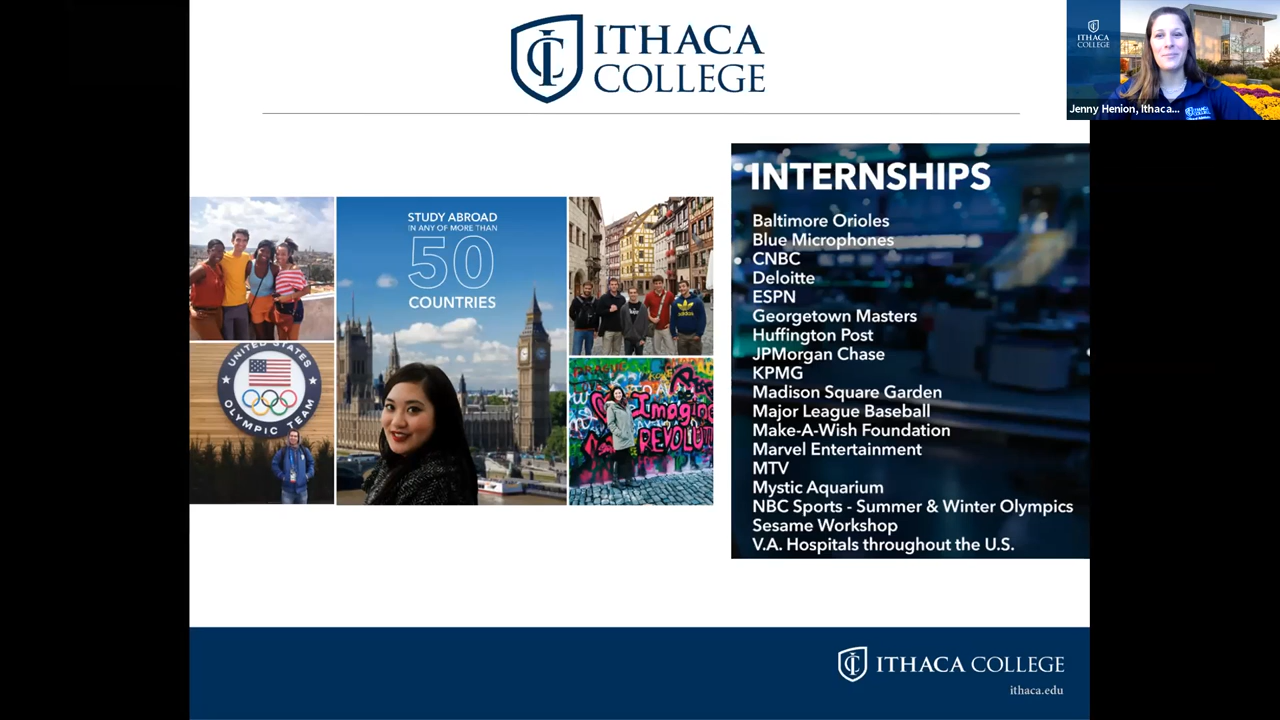 ITHACA
COLLEGE
ITHACA
COLLEGE
Jenny Henion, Ithaca...
STUDY ABROAD
IN ANY OF MORE THAN
50
COUNTRIES
UNITED STATES
OLYMPIC TEAM
Imagine
REVOLUTI
INTERNSHIPS
Baltimore Orioles
Blue Microphones
CNBC
Deloitte
ESPN
Georgetown Masters
Huffington Post
JPMorgan Chase
KPMG
Madison Square Garden
Major League Baseball
Make-A-Wish Foundation
Marvel Entertainment
MTV
Mystic Aquarium
NBC Sports - Summer & Winter Olympics
Sesame Workshop
V.A. Hospitals throughout the U.S.
ITHACA COLLEGE
ithaca.edu